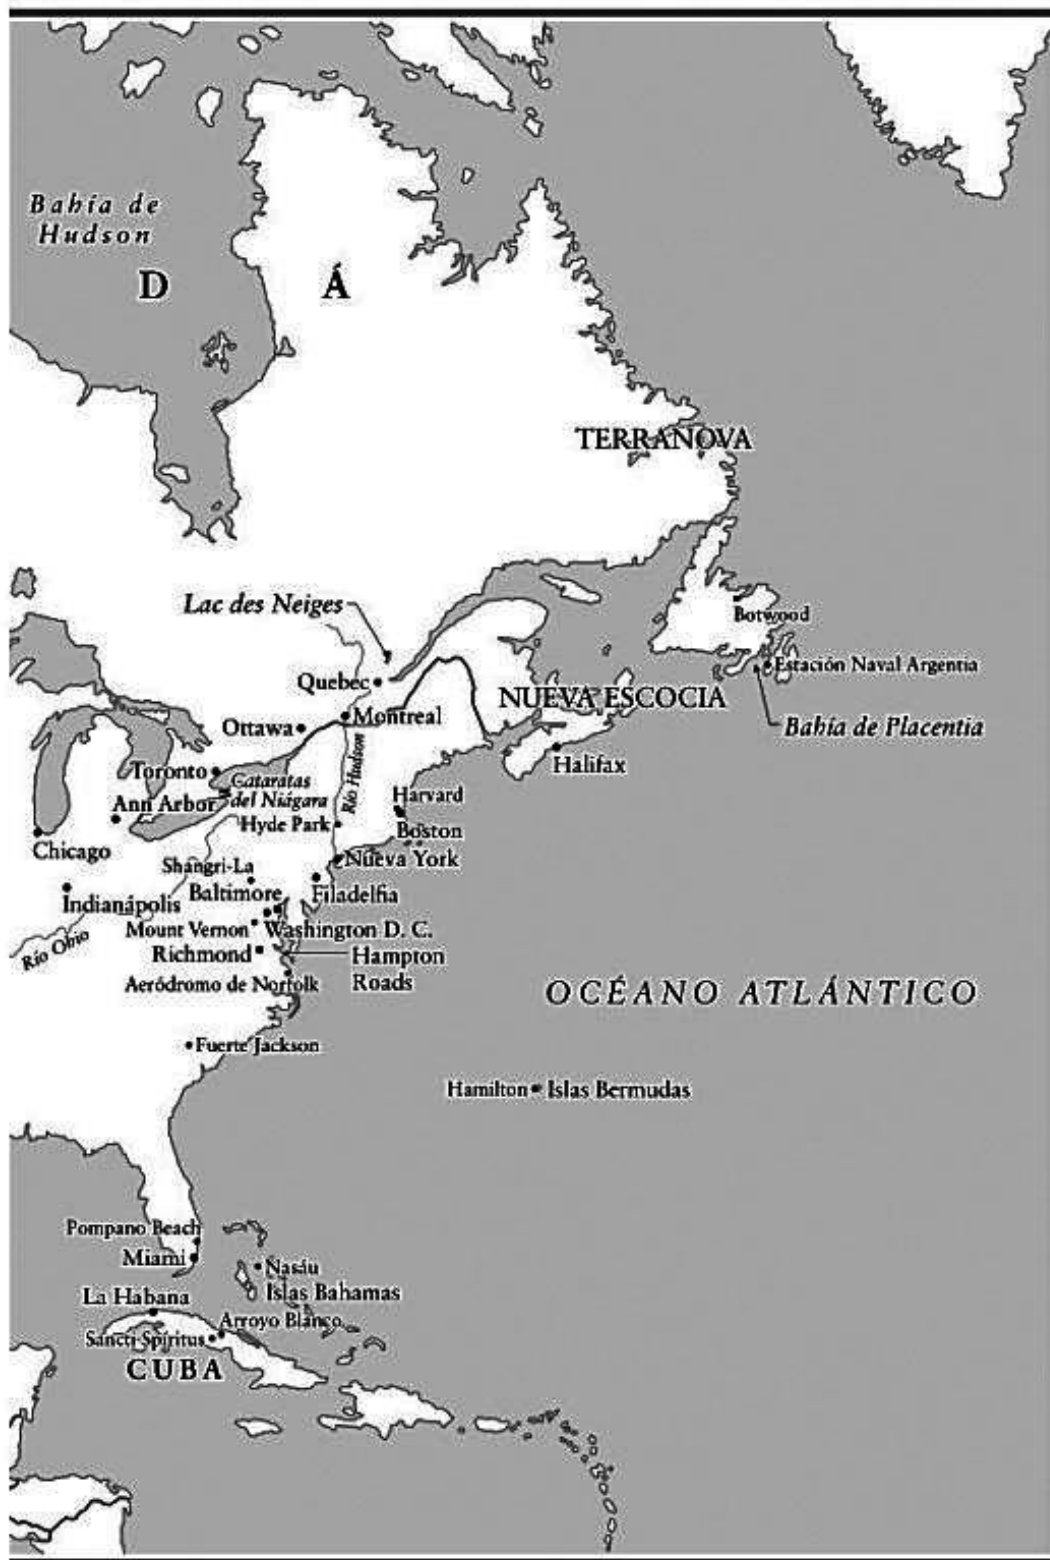 Bahía de
Hudson
D Á
TERRANOVA
Lac des Neiges
Botwood
Estación Naval Argentia
Quebec
NUEVA ESCOCIA
Bahía de Placentia
Montreal
Ottawa
Río Hudson
Halifax
Toronto
Cataratas
del Niágara
Harvard
Ann Arbor
Hyde Park
Boston
Chicago
Nueva York
Shangri-La
Baltimore
Filadelfia
Indianápolis
Mount Vernon
Washington D. C.
Río Ohio
Richmond
Hampton
Roads
Aeródromo de Norfolk
OCÉANO ATLÁNTICO
Fuerte Jackson
Hamilton
Islas Bermudas
Pompano Beach
Miami
Nasáu
Islas Bahamas
La Habana
Arroyo Blanco
Sancti-Spíritus
CUBA